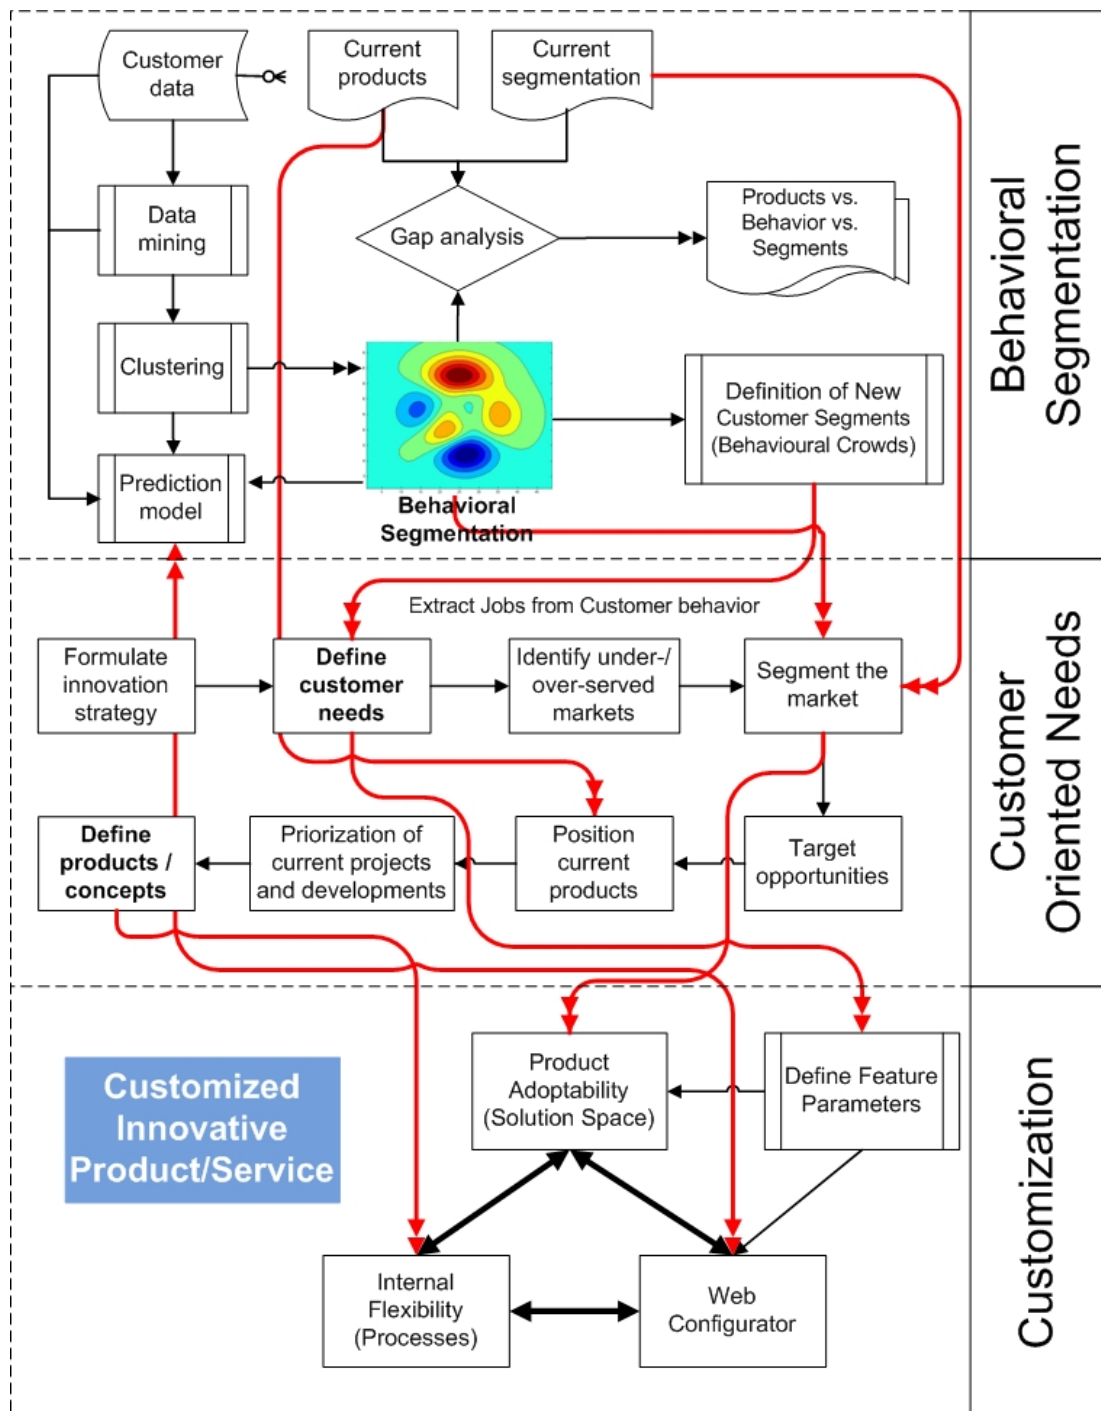 Customer
data
Current
products
Current
segmentation
Data
mining
Gap analysis
Products vs.
Behavior vs.
Segments
Clustering
Definition of New
Customer Segments
(Behavioural Crowds)
Prediction
model
Behavioral
Segmentation
Behavioral
Segmentation
Extract Jobs from Customer behavior
Formulate
innovation
strategy
Define
customer
needs
Identify under-/
over-served
markets
Segment the
market
Define
products /
concepts
Priorization of
current projects
and developments
Position
current
products
Target
opportunities
Customer
Oriented Needs
Customized
Innovative
Product/Service
Product
Adoptability
(Solution Space)
Define Feature
Parameters
Internal
Flexibility
(Processes)
Web
Configurator
Customization